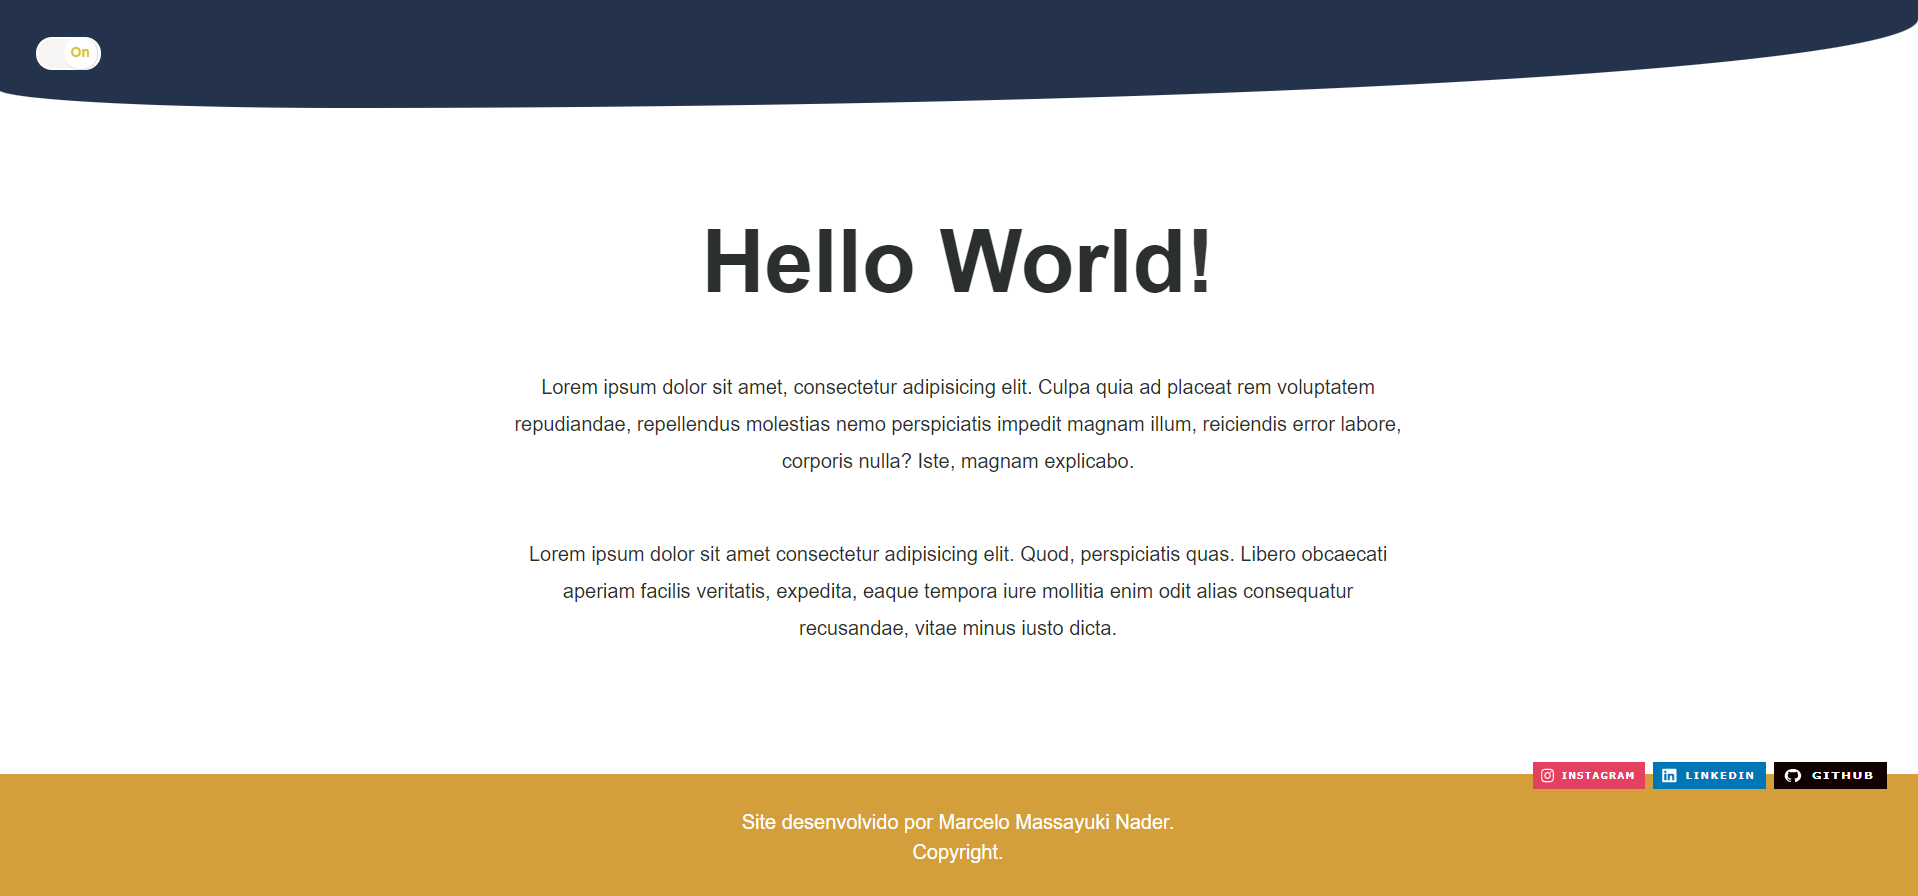 On
Hello World!
Lorem ipsum dolor sit amet, consectetur adipisicing elit. Culpa quia ad placeat rem voluptatem
repudiandae, repellendus molestias nemo perspiciatis impedit magnam illum, reiciendis error labore,
corporis nulla? Iste, magnam explicabo.
Lorem ipsum dolor sit amet consectetur adipisicing elit. Quod, perspiciatis quas. Libero obcaecati
aperiam facilis veritatis, expedita, eaque tempora iure mollitia enim odit alias consequatur
recusandae, vitae minus iusto dicta.
INSTAGRAM LINKEDIN GITHUB
Site desenvolvido por Marcelo Massayuki Nader.
Copyright.